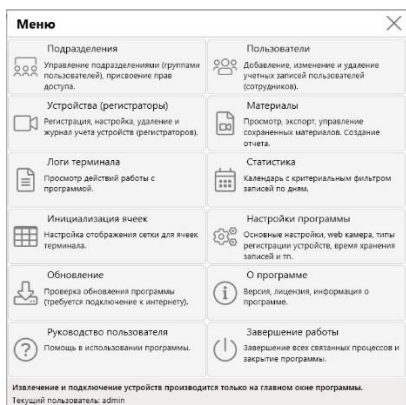 Меню
Подразделения
Управление подразделениями (группами
пользователей), присвоение прав
доступа.
Пользователи
Добавление, изменение и удаление
учетных записей пользователей
(сотрудников).
Устройства (регистраторы)
Регистрация, настройка, удаление и
журнал учета устройств (регистраторов).
Материалы
Просмотр, экспорт, управление
сохраненных материалов. Создание
отчета.
Логи терминала
Просмотр действий работы с
программой.
Статистика
Календарь с критериальным фильтром
записей по дням.
Инициализация ячеек
Настройка отображения сетки для ячеек
терминала.
Настройки программы
Основные настройки, web камера, типы
регистрации устройств, время хранения
записей и тп.
Обновление
Проверка обновления программы
(требуется подключение к интернету).
О программе
Версия, лицензия, информация о
программе.
Руководство пользователя
Помощь в использовании программы.
Завершение работы
Завершение всех связанных процессов и
закрытие программы.
Извлечение и подключение устройств производится только на главном окне программы.
Текущий пользователь: admin